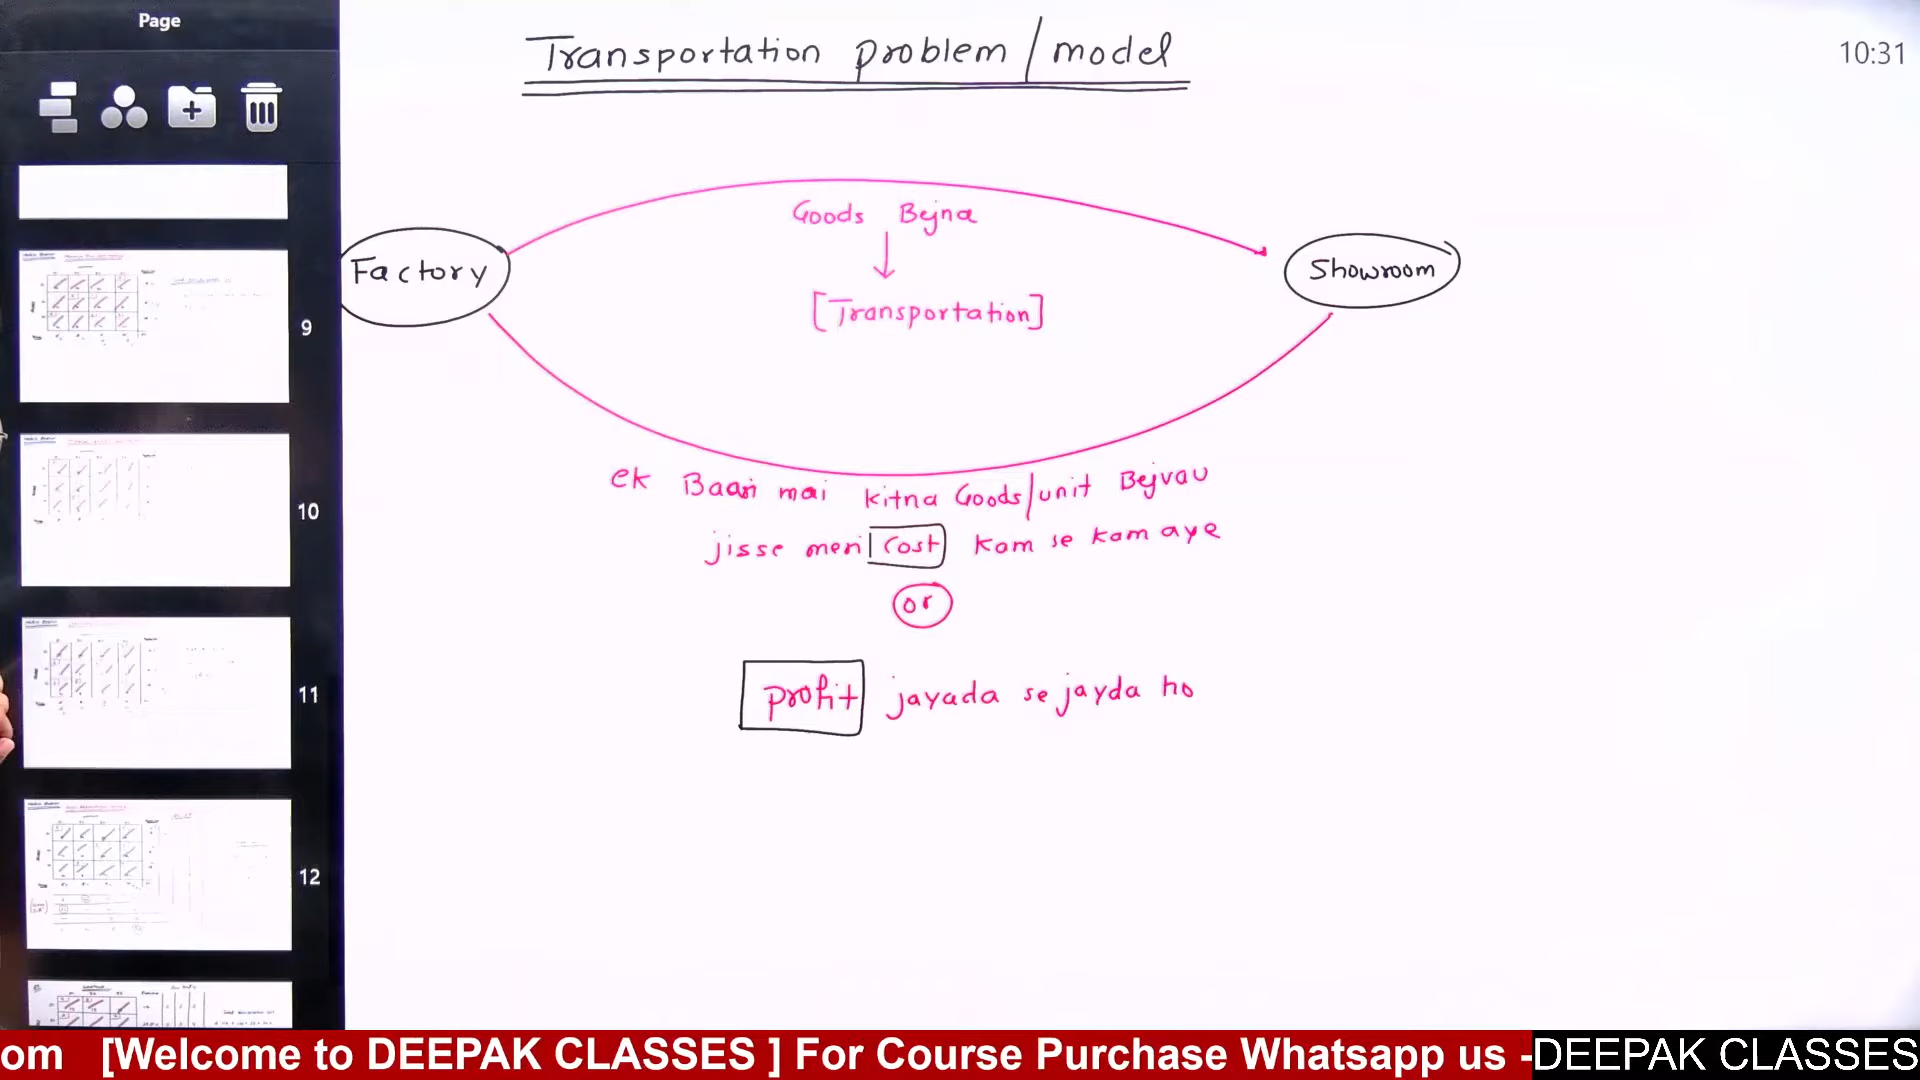 Page
Transportation problem / model
10:31
Goods Bejna
Factory
Showroom
[Transportation]
9
ek Baar mai kitna Goods/unit Bejvau
10
jisse meri cost kam se kam aye
or
profit jayada se jayda ho
11
12
om [Welcome to DEEPAK CLASSES ] For Course Purchase Whatsapp us -
DEEPAK CLASSES